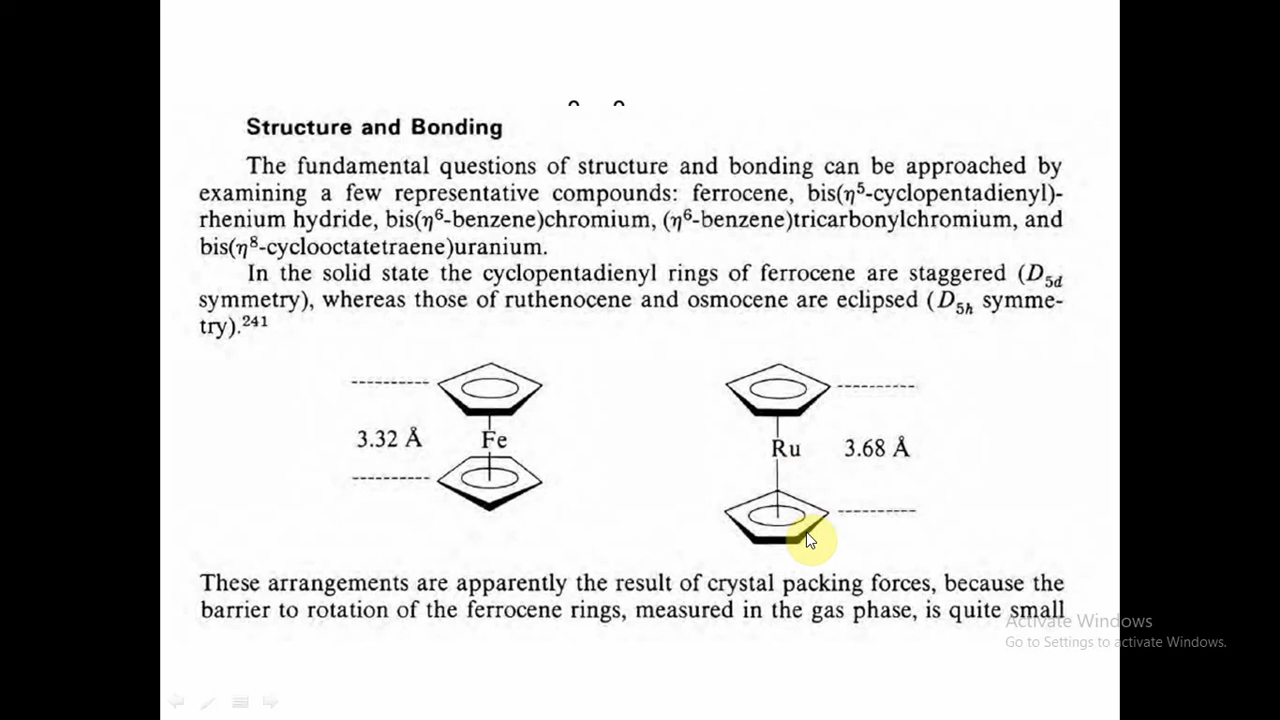 Structure and Bonding
The fundamental questions of structure and bonding can be approached by
examining a few representative compounds: ferrocene, bis(η⁵-cyclopentadienyl)-
rhenium hydride, bis(η⁶-benzene)chromium, (η⁶-benzene)tricarbonylchromium, and
bis(η⁸-cyclooctatetraene)uranium.
In the solid state the cyclopentadienyl rings of ferrocene are staggered (D5d
symmetry), whereas those of ruthenocene and osmocene are eclipsed (D5h symme-
try).²⁴¹
3.32 Å
Fe
Ru
3.68 Å
These arrangements are apparently the result of crystal packing forces, because the
barrier to rotation of the ferrocene rings, measured in the gas phase, is quite small
Activate Windows
Go to Settings to activate Windows.